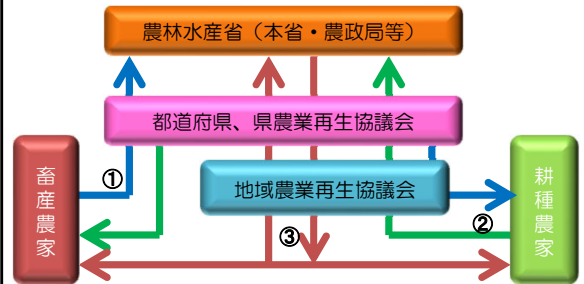 農林水産省（本省・農政局等）
都道府県、県農業再生協議会
畜産農家
①
地域農業再生協議会
耕種農家
②
③